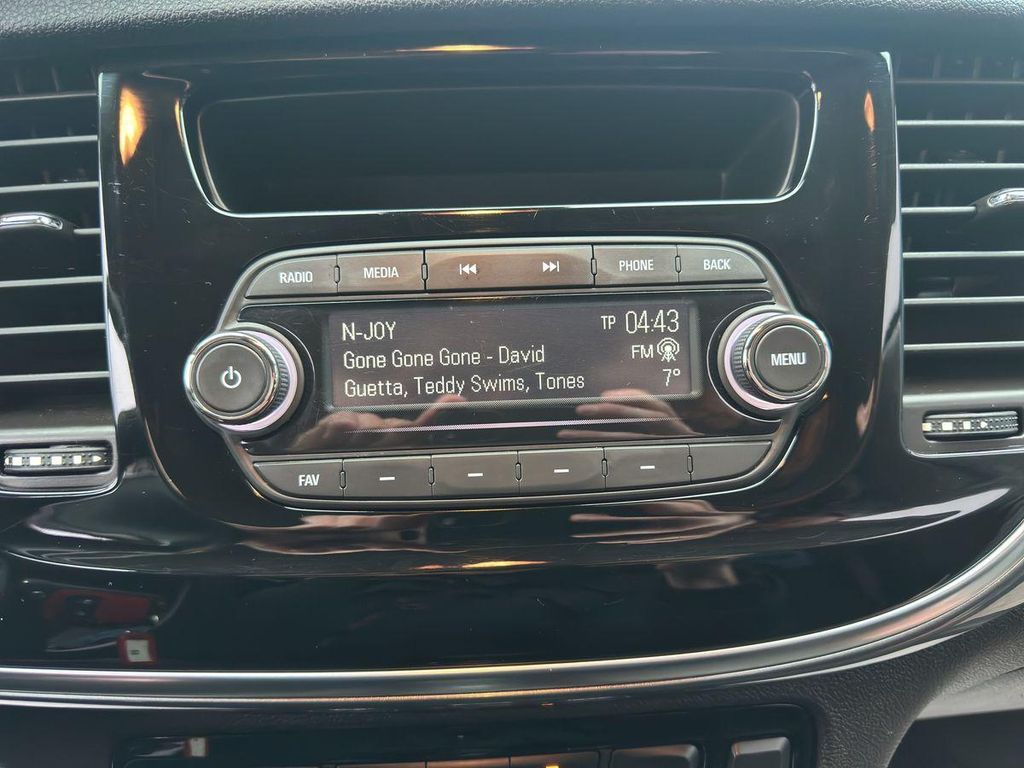 RADIO MEDIA PHONE BACK
N-JOY TP 04:43
Gone Gone Gone - David FM
Guetta, Teddy Swims, Tones 7°
MENU
FAV